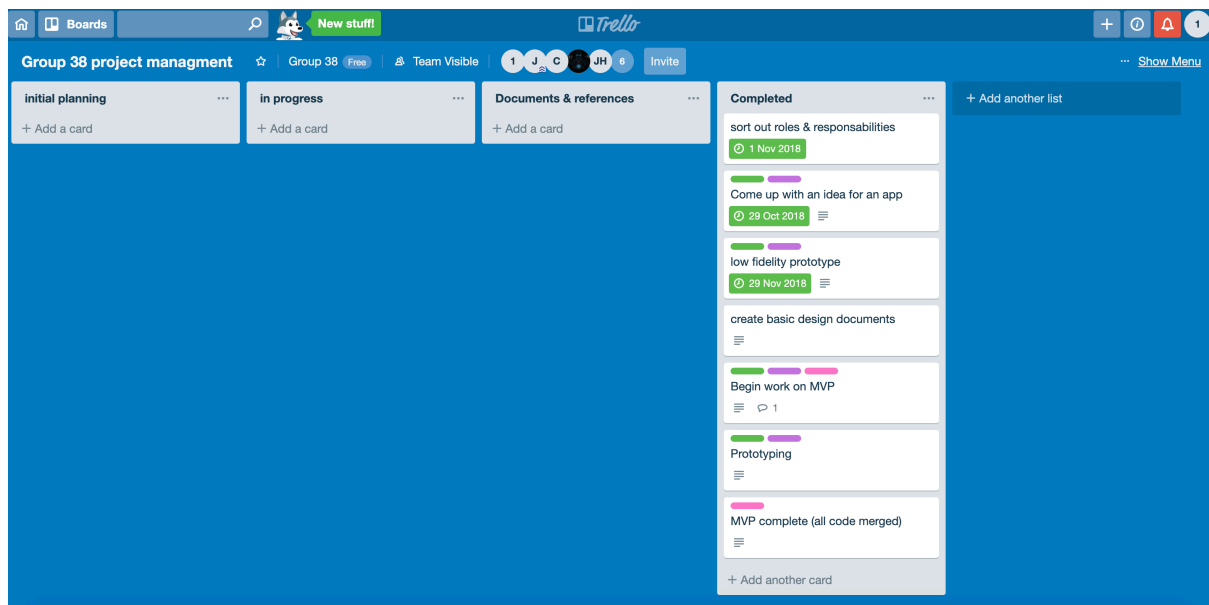 Boards
New stuff!
Trello
1
Group 38 project managment
Group 38 Free
Team Visible
1 J C JH 6
Invite
... Show Menu
initial planning ...
+ Add a card
in progress ...
+ Add a card
Documents & references ...
+ Add a card
Completed ...
sort out roles & responsabilities
1 Nov 2018
Come up with an idea for an app
29 Oct 2018
low fidelity prototype
29 Nov 2018
create basic design documents
Begin work on MVP
1
Prototyping
MVP complete (all code merged)
+ Add another card
+ Add another list